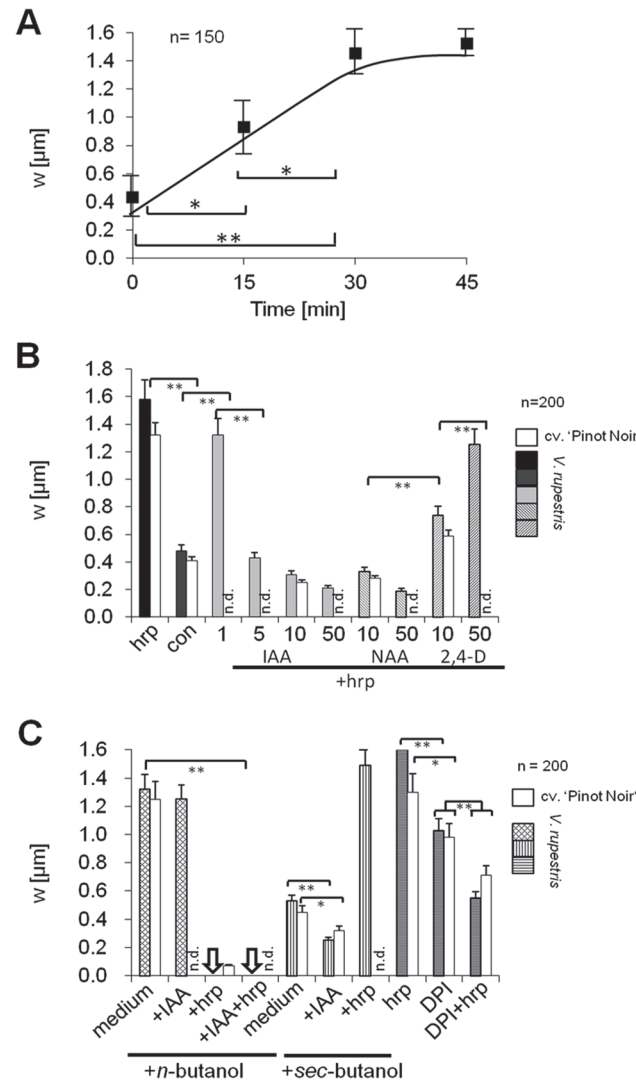 A
n= 150
w [µm]
1.6
1.4
1.2
1.0
0.8
0.6
0.4
0.2
0.0
*
*
**
0 15 30 45
Time [min]
B
w [µm]
1.8
1.6
1.4
1.2
1.0
0.8
0.6
0.4
0.2
0.0
**
**
**
**
**
n=200
cv. 'Pinot Noir'
V. rupestris
n.d. n.d. n.d. n.d. n.d.
hrp con 1 5 10 50 10 50 10 50
IAA NAA 2,4-D
+hrp
C
w [µm]
1.6
1.4
1.2
1.0
0.8
0.6
0.4
0.2
0.0
**
**
*
**
*
**
n = 200
cv. 'Pinot Noir'
V. rupestris
n.d. n.d. n.d.
medium +IAA +hrp +IAA+hrp medium +IAA +hrp hrp DPI DPI+hrp
+n-butanol +sec-butanol